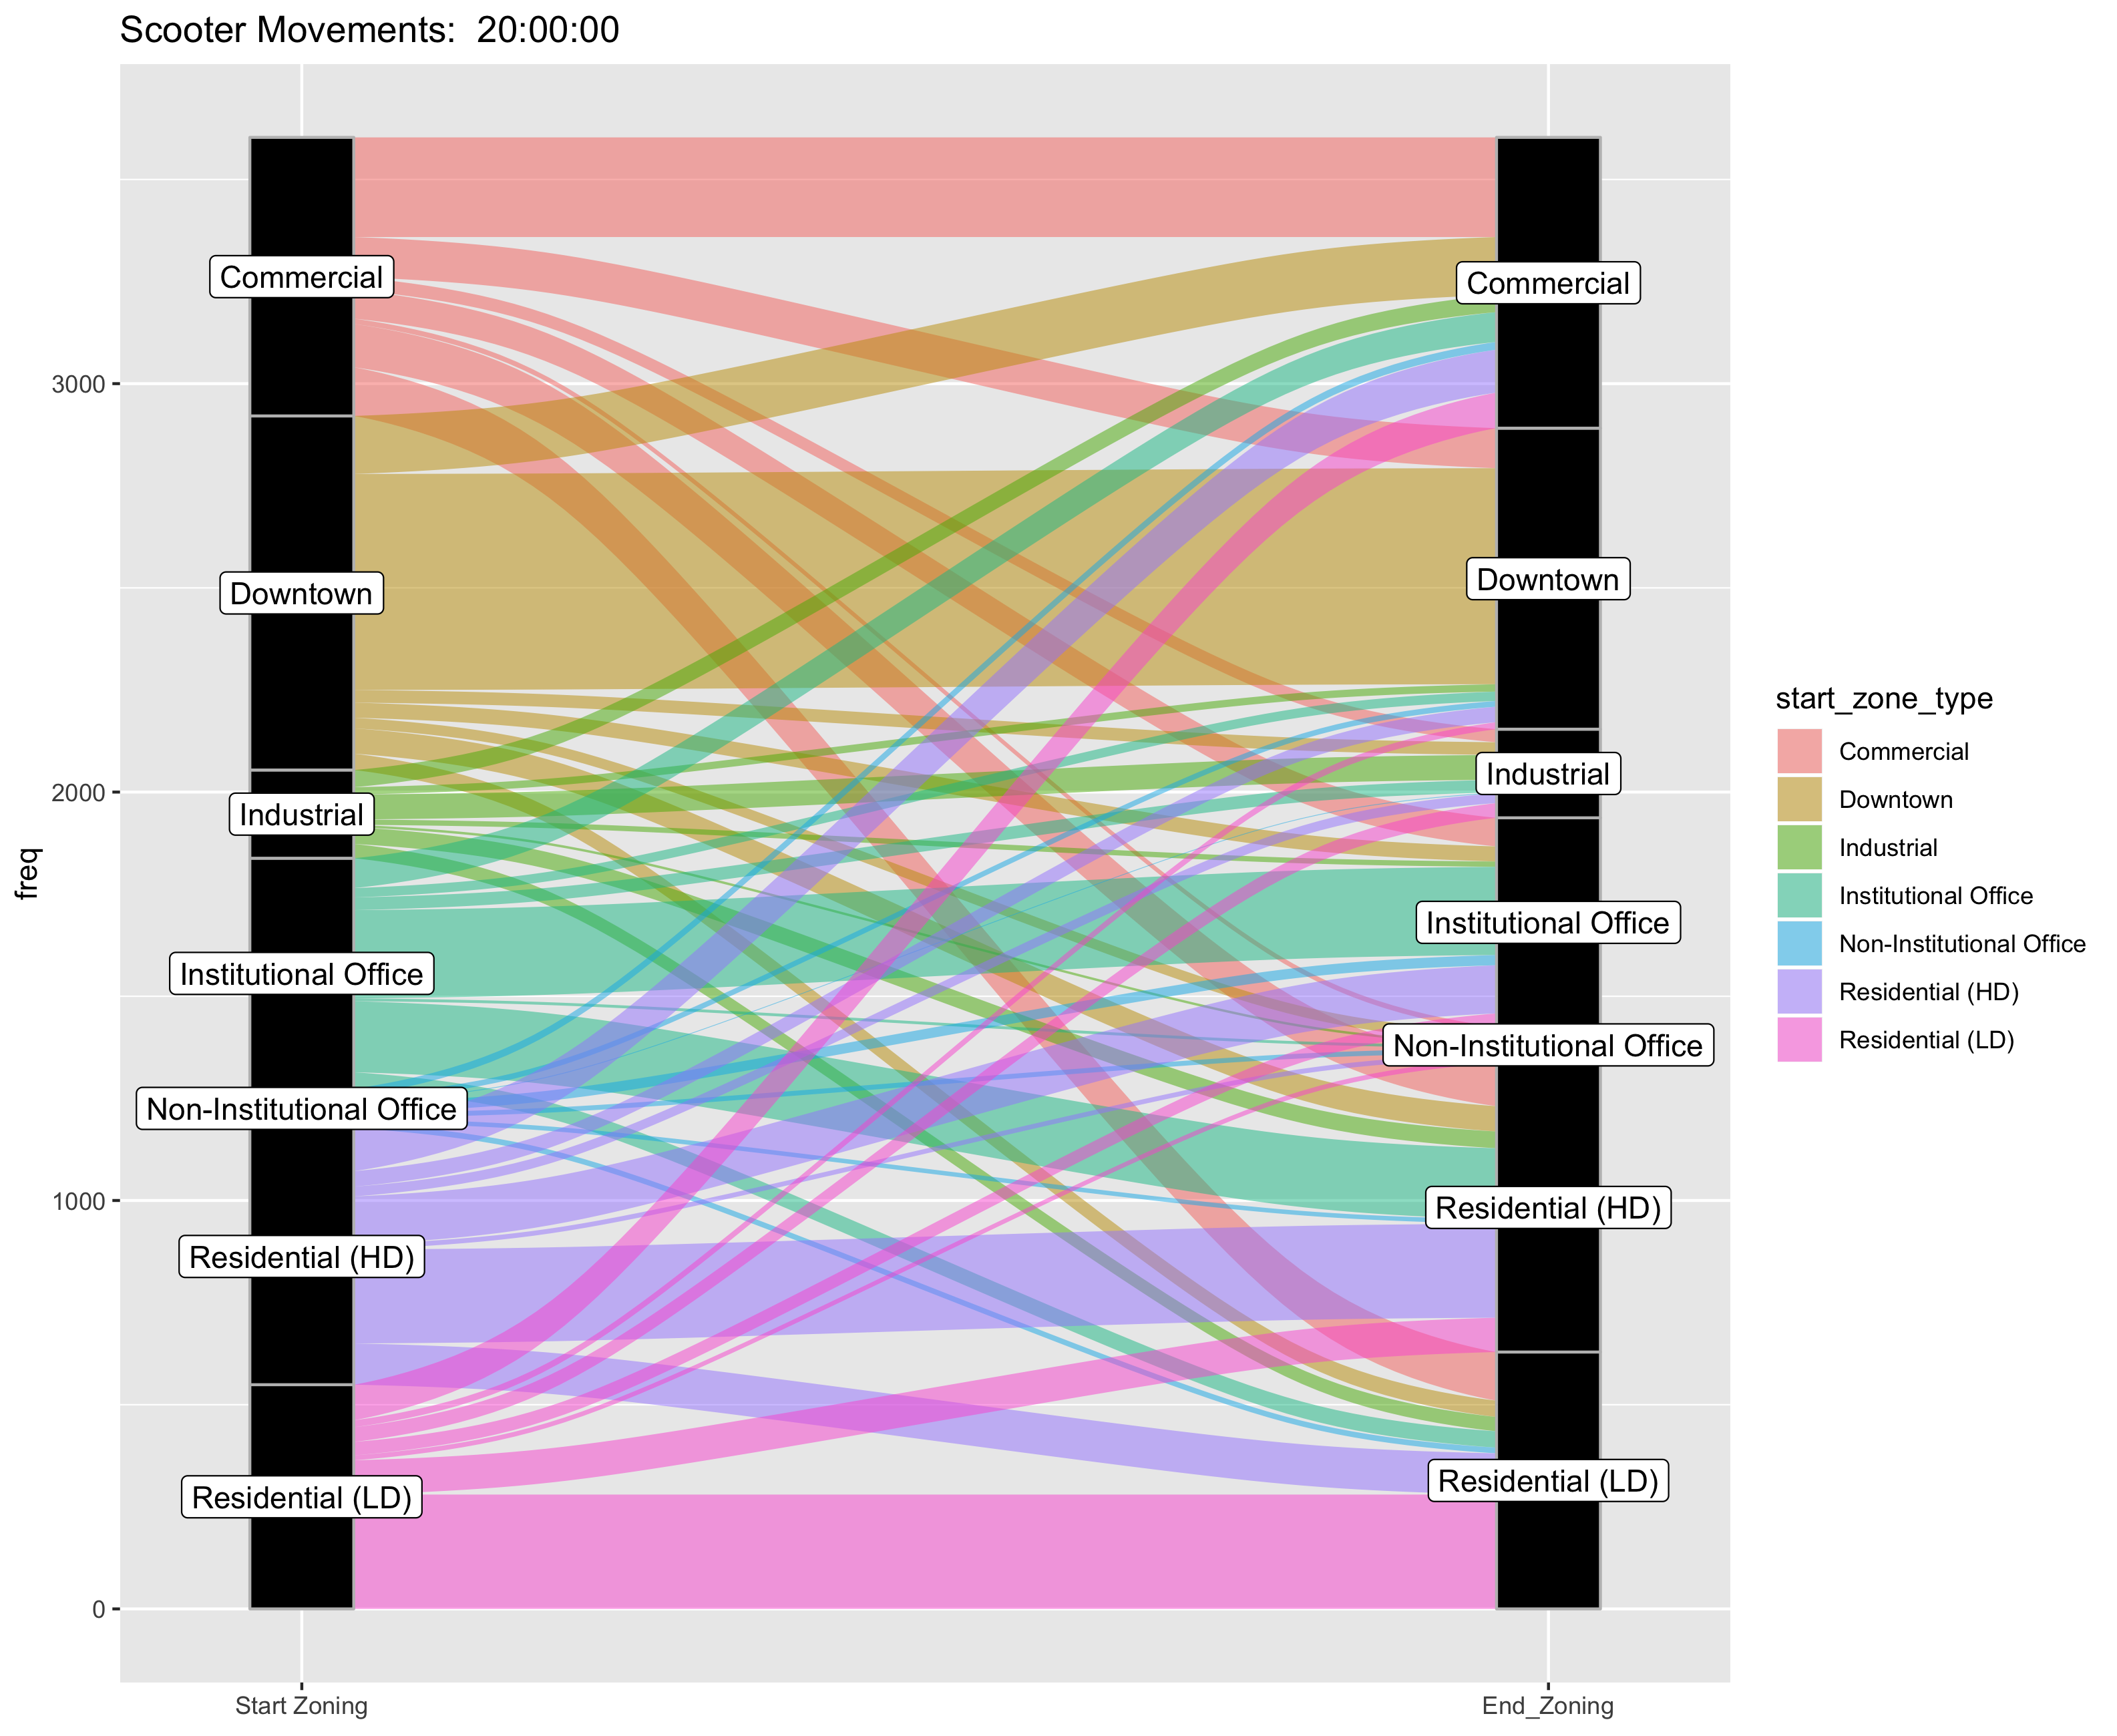 Scooter Movements:  20:00:00
freq
3000
2000
1000
0
Commercial
Downtown
Industrial
Institutional Office
Non-Institutional Office
Residential (HD)
Residential (LD)
Commercial
Downtown
Industrial
Institutional Office
Non-Institutional Office
Residential (HD)
Residential (LD)
Start Zoning
End_Zoning
start_zone_type
Commercial
Downtown
Industrial
Institutional Office
Non-Institutional Office
Residential (HD)
Residential (LD)